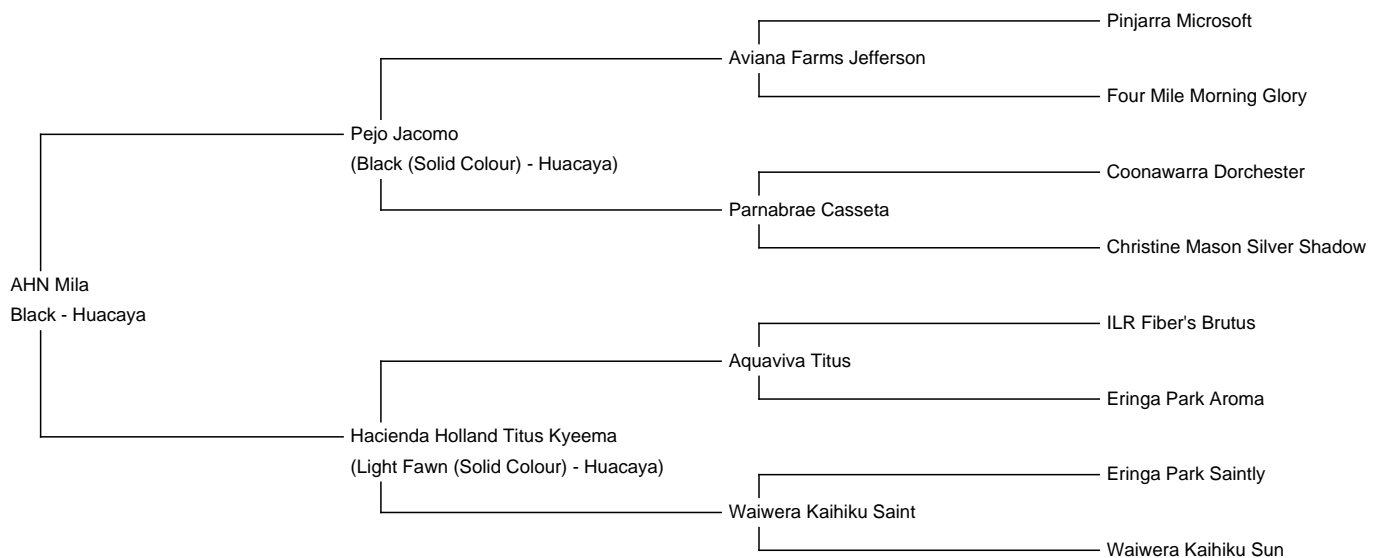 Pinjarra Microsoft
Aviana Farms Jefferson
Four Mile Morning Glory
Pejo Jacomo
(Black (Solid Colour) - Huacaya)
Coonawarra Dorchester
Parnabrae Casseta
Christine Mason Silver Shadow
AHN Mila
Black - Huacaya
ILR Fiber's Brutus
Aquaviva Titus
Eringa Park Aroma
Hacienda Holland Titus Kyeema
(Light Fawn (Solid Colour) - Huacaya)
Eringa Park Saintly
Waiwera Kaihiku Saint
Waiwera Kaihiku Sun